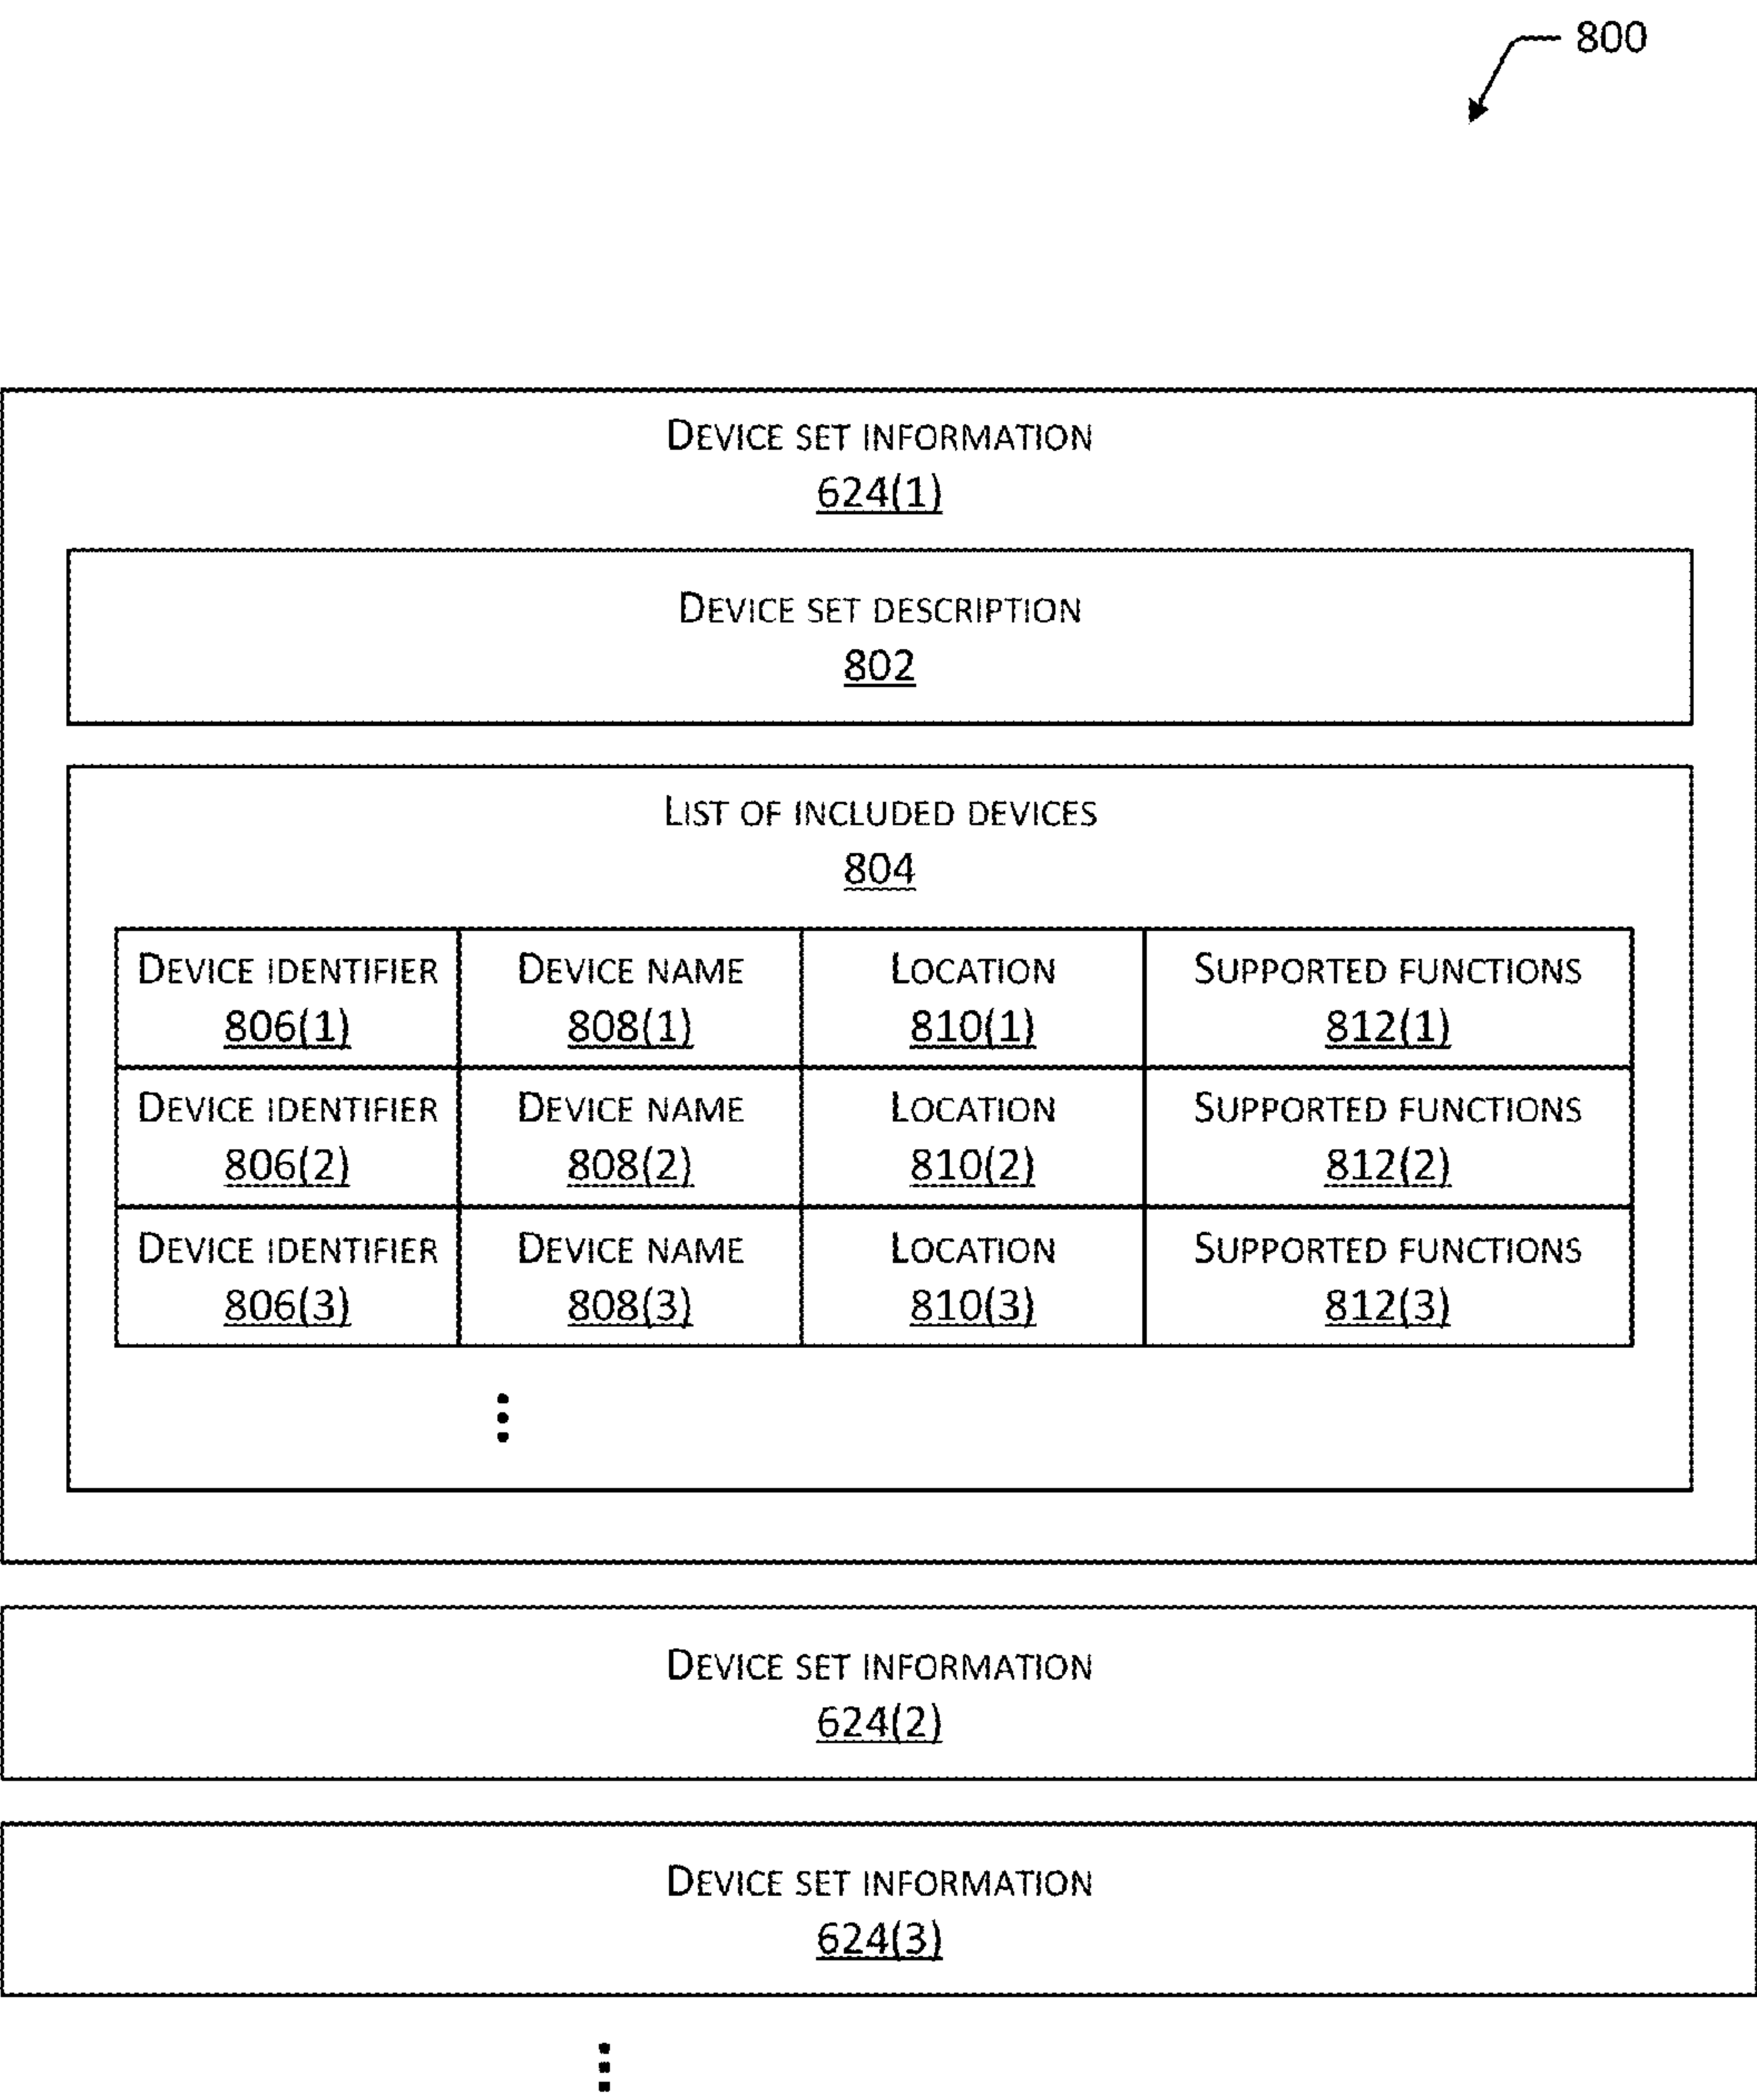 800
Device set information
624(1)
Device set description
802
List of included devices
804
Device identifier Device name Location Supported functions
806(1) 808(1) 810(1) 812(1)
Device identifier Device name Location Supported functions
806(2) 808(2) 810(2) 812(2)
Device identifier Device name Location Supported functions
806(3) 808(3) 810(3) 812(3)
Device set information
624(2)
Device set information
624(3)